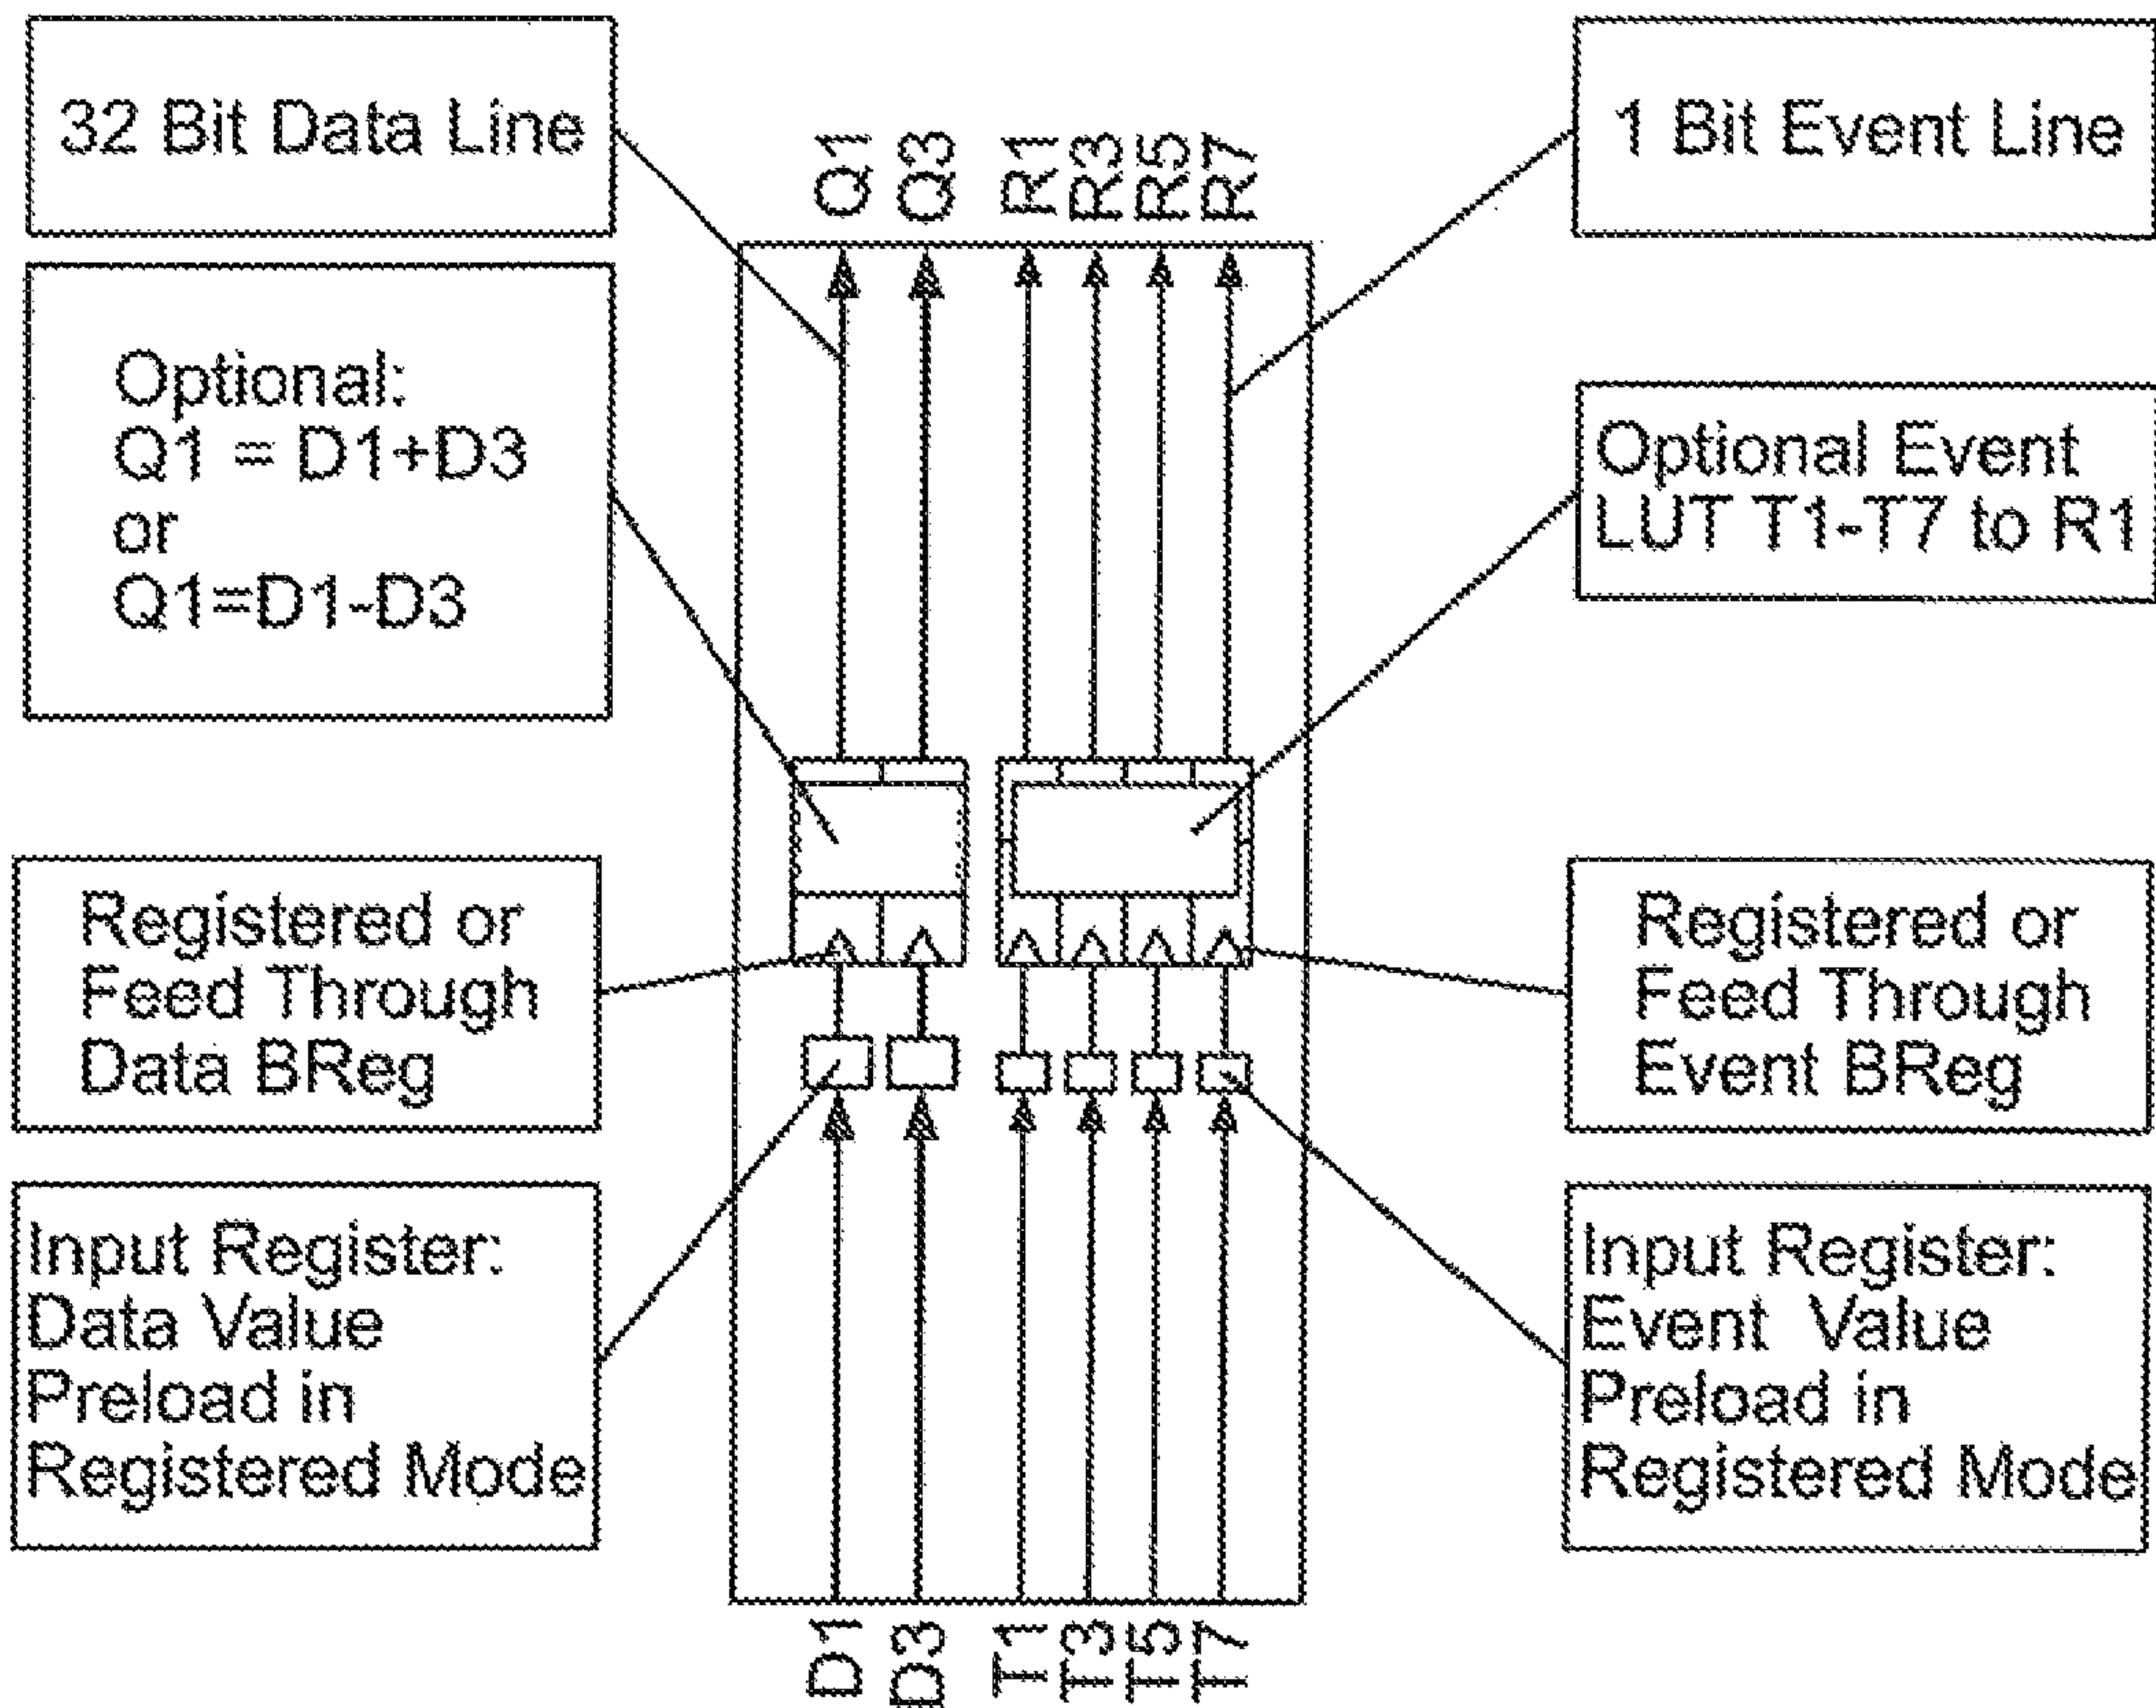 32 Bit Data Line
Optional:
Q1 = D1+D3
or
Q1=D1-D3
Registered or
Feed Through
Data BReg
Input Register:
Data Value
Preload in
Registered Mode
Q1
Q3
R1
R3
R5
R7
D1
D3
T1
T3
T5
T7
1 Bit Event Line
Optional Event
LUT T1-T7 to R1
Registered or
Feed Through
Event BReg
Input Register:
Event Value
Preload in
Registered Mode